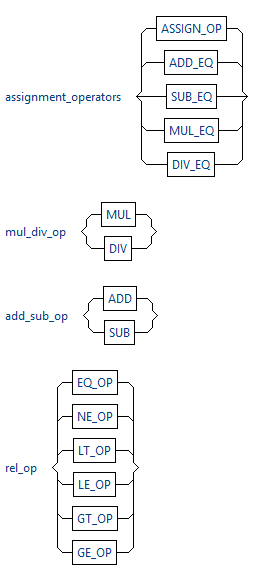 ASSIGN_OP
ADD_EQ
assignment_operators SUB_EQ
MUL_EQ
DIV_EQ
MUL
mul_div_op
DIV
ADD
add_sub_op
SUB
EQ_OP
NE_OP
LT_OP
rel_op
LE_OP
GT_OP
GE_OP